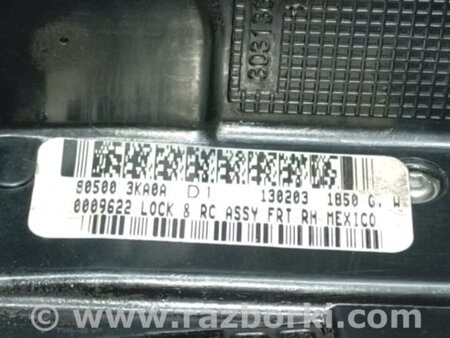 80500 3KA0A D1 130203 1850 G. W
0009622 LOCK & RC ASSY FRT RH MEXICO
www.razborki.com